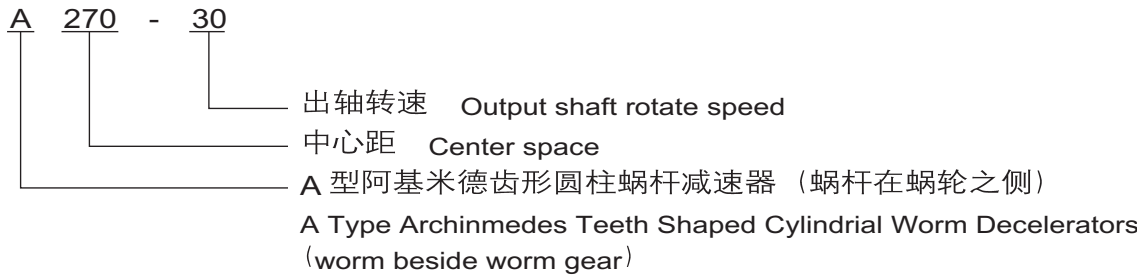 A 270 - 30
出轴转速 Output shaft rotate speed
中心距 Center space
A 型阿基米德齿形圆柱蜗杆减速器（蜗杆在蜗轮之侧）
A Type Archinmedes Teeth Shaped Cylindrial Worm Decelerators
（worm beside worm gear）